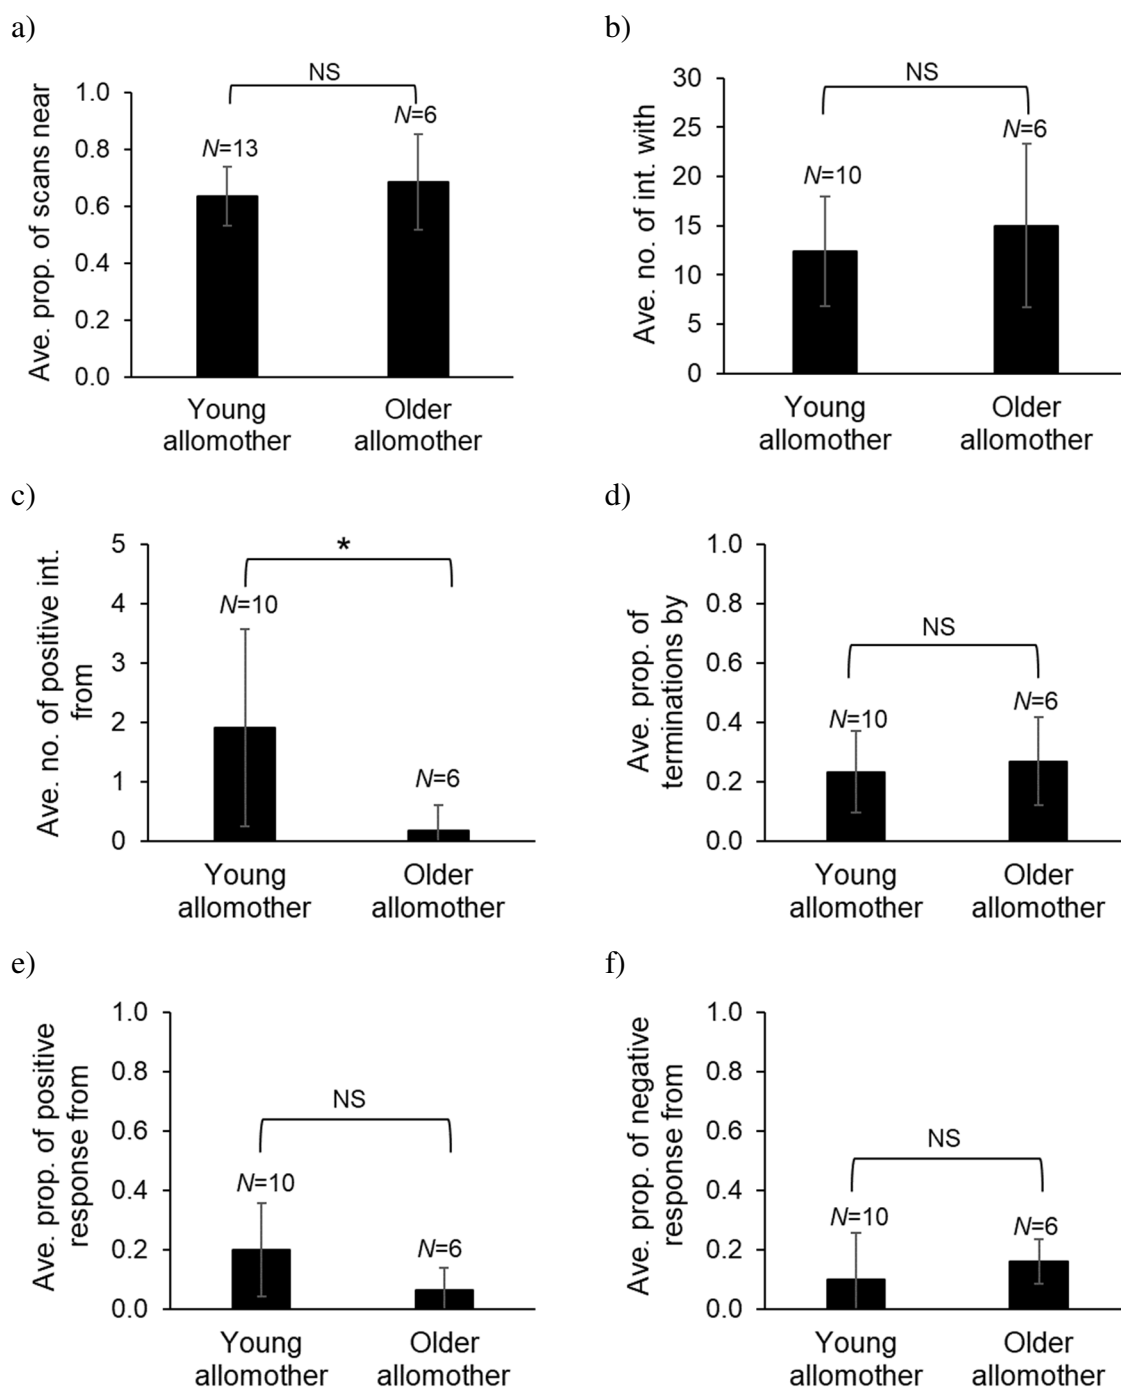 a)
Ave. prop. of scans near
1.0
0.8
0.6
0.4
0.2
0.0
NS
N=13
N=6
Young
allomother
Older
allomother
b)
Ave. no. of int. with
30
25
20
15
10
5
0
NS
N=10
N=6
Young
allomother
Older
allomother
c)
Ave. no. of positive int.
from
5
4
3
2
1
0
*
N=10
N=6
Young
allomother
Older
allomother
d)
Ave. prop. of
terminations by
1.0
0.8
0.6
0.4
0.2
0.0
NS
N=10
N=6
Young
allomother
Older
allomother
e)
Ave. prop. of positive
response from
1.0
0.8
0.6
0.4
0.2
0.0
NS
N=10
N=6
Young
allomother
Older
allomother
f)
Ave. prop. of negative
response from
1.0
0.8
0.6
0.4
0.2
0.0
NS
N=10
N=6
Young
allomother
Older
allomother